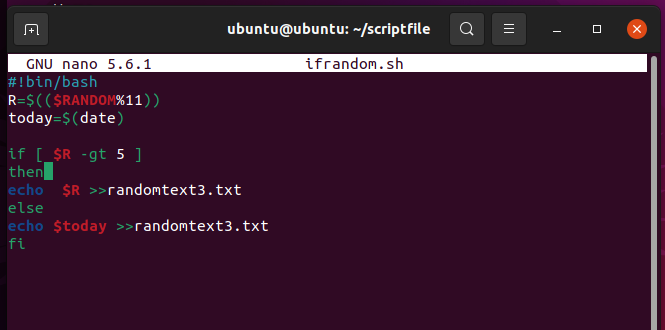 ubuntu@ubuntu: ~/scriptfile
GNU nano 5.6.1 ifrandom.sh
#!bin/bash
R=$(($RANDOM%11))
today=$(date)
if [ $R -gt 5 ]
then
echo  $R >>randomtext3.txt
else
echo $today >>randomtext3.txt
fi